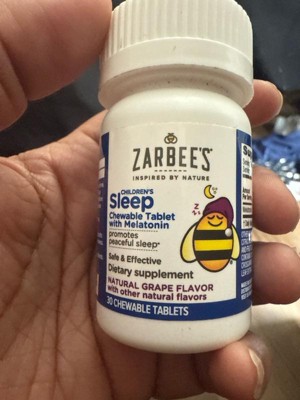 ZARBEE'S
INSPIRED BY NATURE
CHILDREN'S
Sleep
Chewable Tablet
with Melatonin
promotes
peaceful sleep*
Safe & Effective
Dietary supplement
NATURAL GRAPE FLAVOR
with other natural flavors
30 CHEWABLE TABLETS